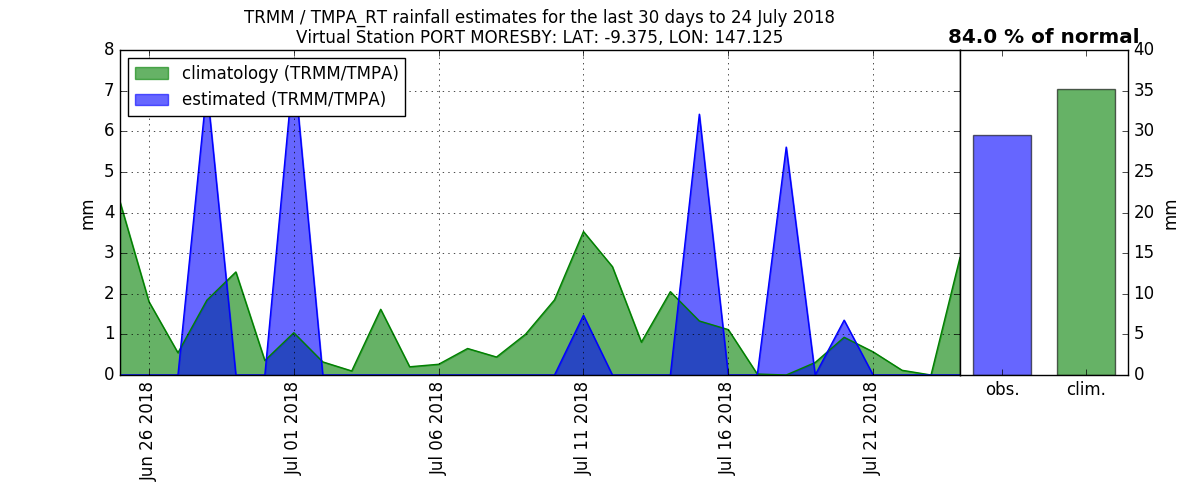 TRMM / TMPA_RT rainfall estimates for the last 30 days to 24 July 2018
Virtual Station PORT MORESBY: LAT: -9.375, LON: 147.125
84.0 % of normal
climatology (TRMM/TMPA)
estimated (TRMM/TMPA)
8
7
6
5
4
3
2
1
0
mm
Jun 26 2018
Jul 01 2018
Jul 06 2018
Jul 11 2018
Jul 16 2018
Jul 21 2018
obs.
clim.
40
35
30
25
20
15
10
5
0
mm